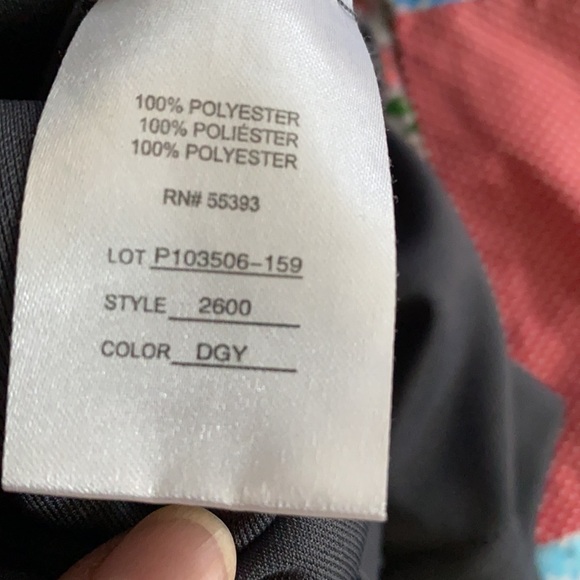 100% POLYESTER
100% POLIÉSTER
100% POLYESTER
RN# 55393
LOT P103506-159
STYLE 2600
COLOR DGY